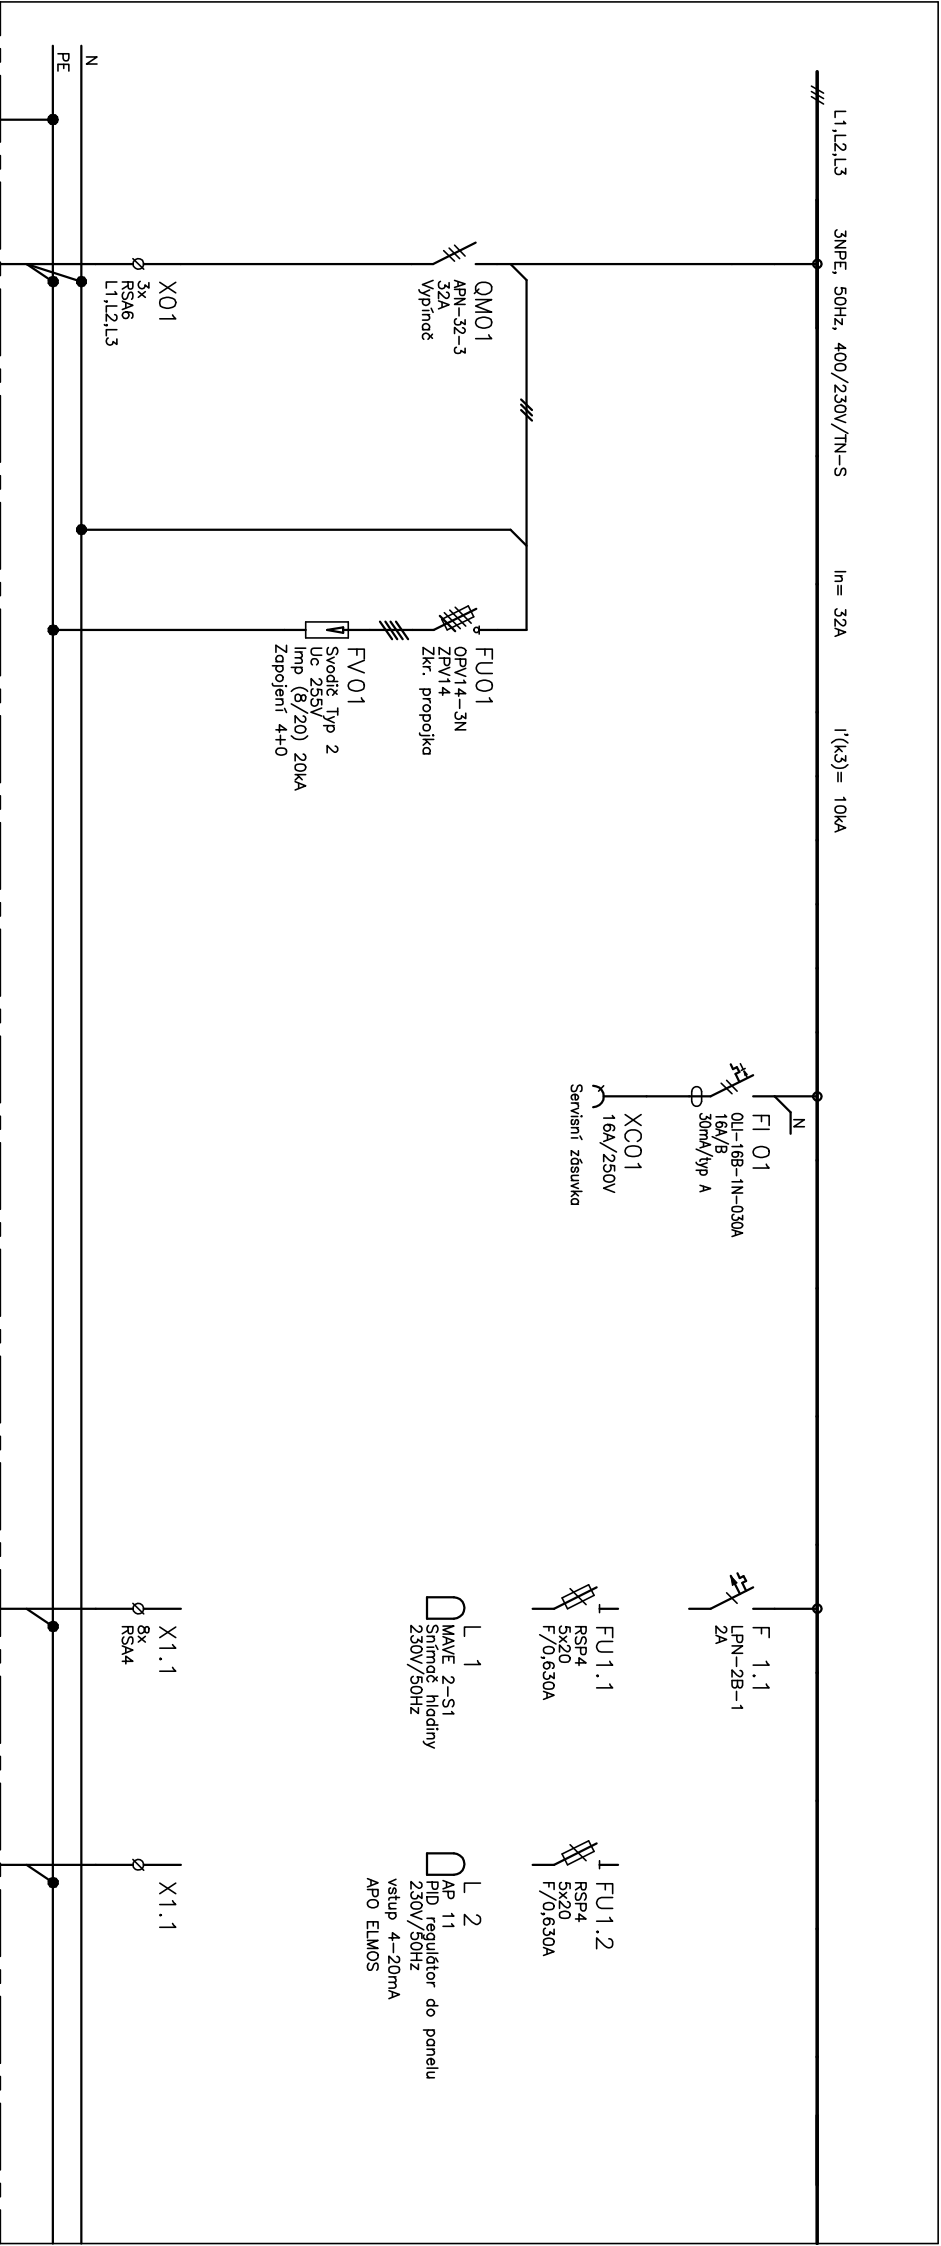 L1,L2,L3 3NPE, 50Hz, 400/230V/TN-S In= 32A I'(k3)= 10kA
N
PE
QM01
APN-32-3
32A
Vypínač
X01
3x
RSA6
L1,L2,L3
FU01
OPV14-3N
ZPV14
Zkr. propojka
FV01
Svodič Typ 2
Uc 255V
Imp (8/20) 20kA
Zapojení 4+0
N
FI 01
OLI-16B-1N-030A
16A/B
30mA/typ A
XC01
16A/250V
Servisní zásuvka
F 1.1
LPN-2B-1
2A
FU1.1
RSP4
5x20
F/0,630A
L 1
MAVE 2-S1
Snímač hladiny
230V/50Hz
X1.1
8x
RSA4
FU1.2
RSP4
5x20
F/0,630A
L 2
AP 11
PID regulátor do panelu
230V/50Hz
vstup 4-20mA
APO ELMOS
X1.1